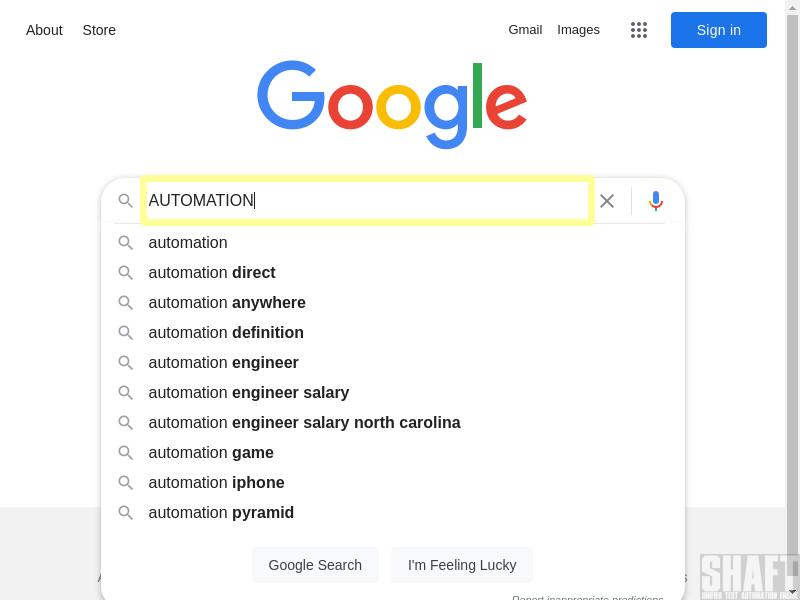 About Store Gmail Images Sign in
Google
AUTOMATION
automation
automation direct
automation anywhere
automation definition
automation engineer
automation engineer salary
automation engineer salary north carolina
automation game
automation iphone
automation pyramid
Google Search I'm Feeling Lucky
Report inappropriate predictions
SHAFT